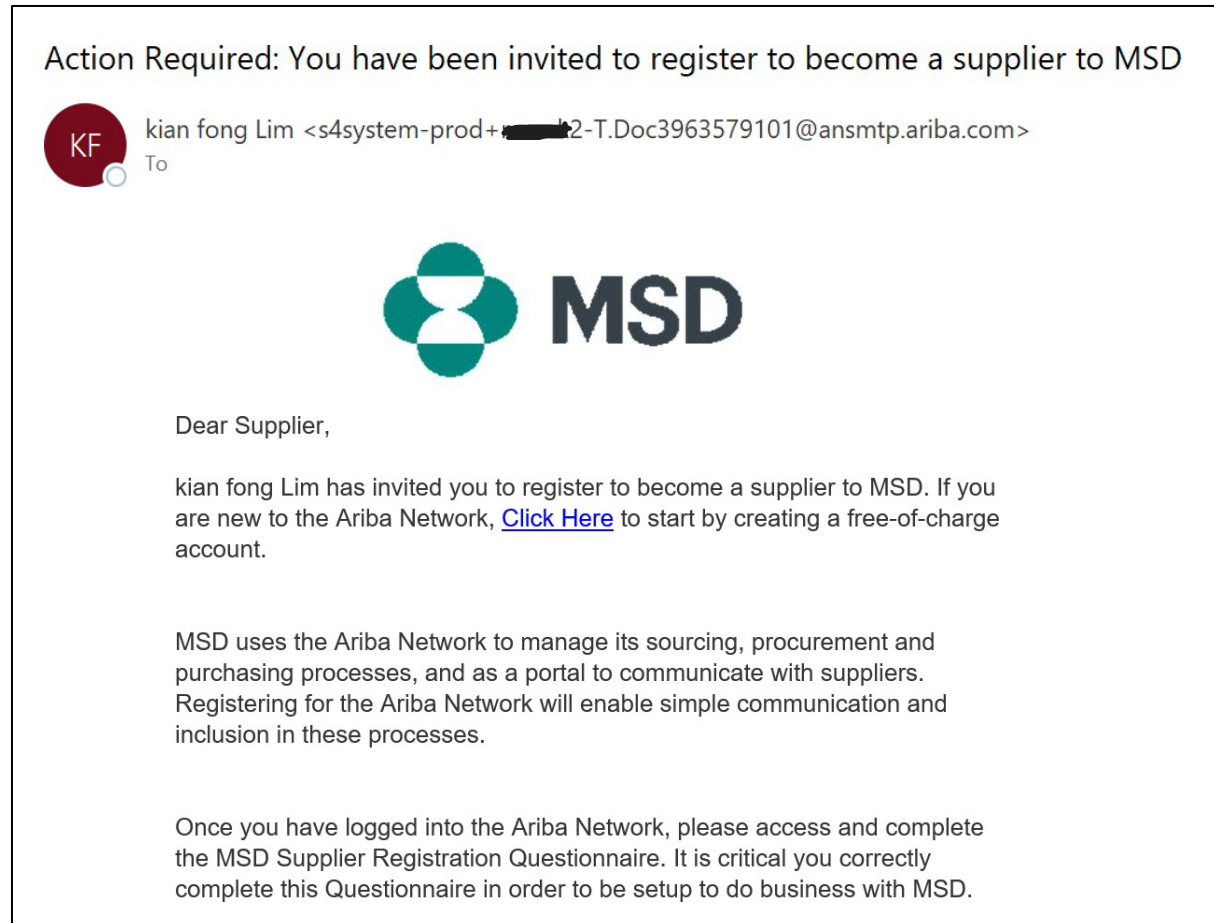 Action Required: You have been invited to register to become a supplier to MSD
KF
kian fong Lim <s4system-prod+2-T.Doc3963579101@ansmtp.ariba.com>
To
MSD
Dear Supplier,
kian fong Lim has invited you to register to become a supplier to MSD. If you
are new to the Ariba Network, Click Here to start by creating a free-of-charge
account.
MSD uses the Ariba Network to manage its sourcing, procurement and
purchasing processes, and as a portal to communicate with suppliers.
Registering for the Ariba Network will enable simple communication and
inclusion in these processes.
Once you have logged into the Ariba Network, please access and complete
the MSD Supplier Registration Questionnaire. It is critical you correctly
complete this Questionnaire in order to be setup to do business with MSD.